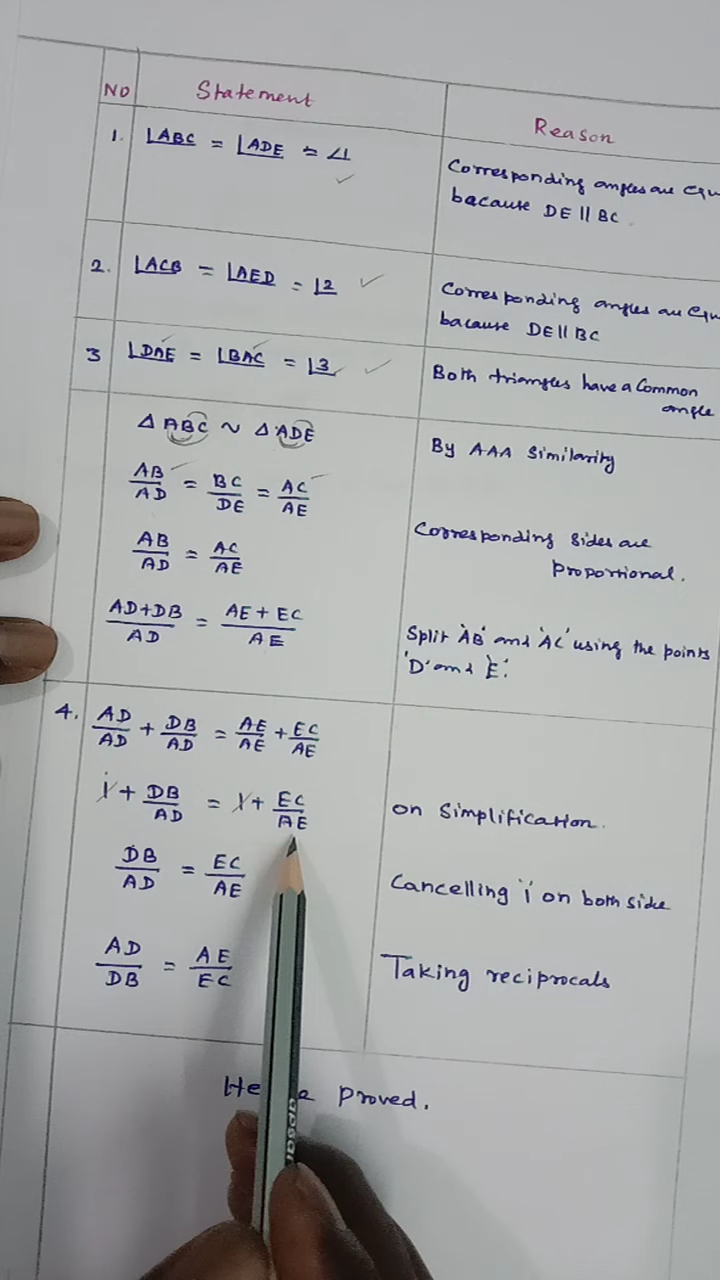 NO Statement Reason
1. ∠ABC = ∠ADE = ∠1 Corresponding angles are
bacause DE || BC.
2. ∠ACB = ∠AED = ∠2 Corresponding angles are
bacause DE || BC
3 ∠DAE = ∠BAC = ∠3 Both triangles have a Common
angle
Δ ABC ~ Δ ADE By AAA Similarity
AB/AD = BC/DE = AC/AE
AB/AD = AC/AE Corresponding Sides are
Proportional.
AD+DB/AD = AE+EC/AE Split 'AB' and 'AC' using the points
'D' and 'E'.
4. AD/AD + DB/AD = AE/AE + EC/AE
1 + DB/AD = 1 + EC/AE on Simplification.
DB/AD = EC/AE Cancelling '1' on both side
AD/DB = AE/EC Taking reciprocals
Proved.
apsar